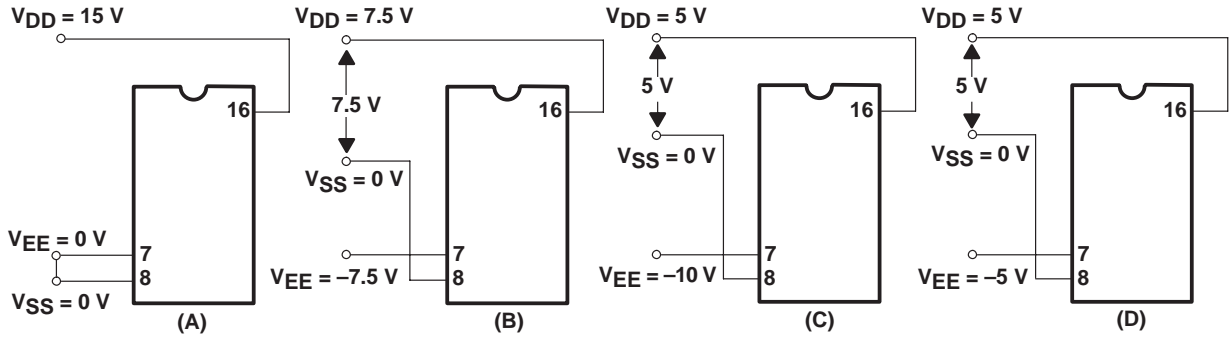 VDD = 15 V
16
VEE = 0 V
7
8
VSS = 0 V
(A)
VDD = 7.5 V
7.5 V
16
VSS = 0 V
VEE = –7.5 V
7
8
(B)
VDD = 5 V
5 V
16
VSS = 0 V
VEE = –10 V
7
8
(C)
VDD = 5 V
5 V
16
VSS = 0 V
VEE = –5 V
7
8
(D)